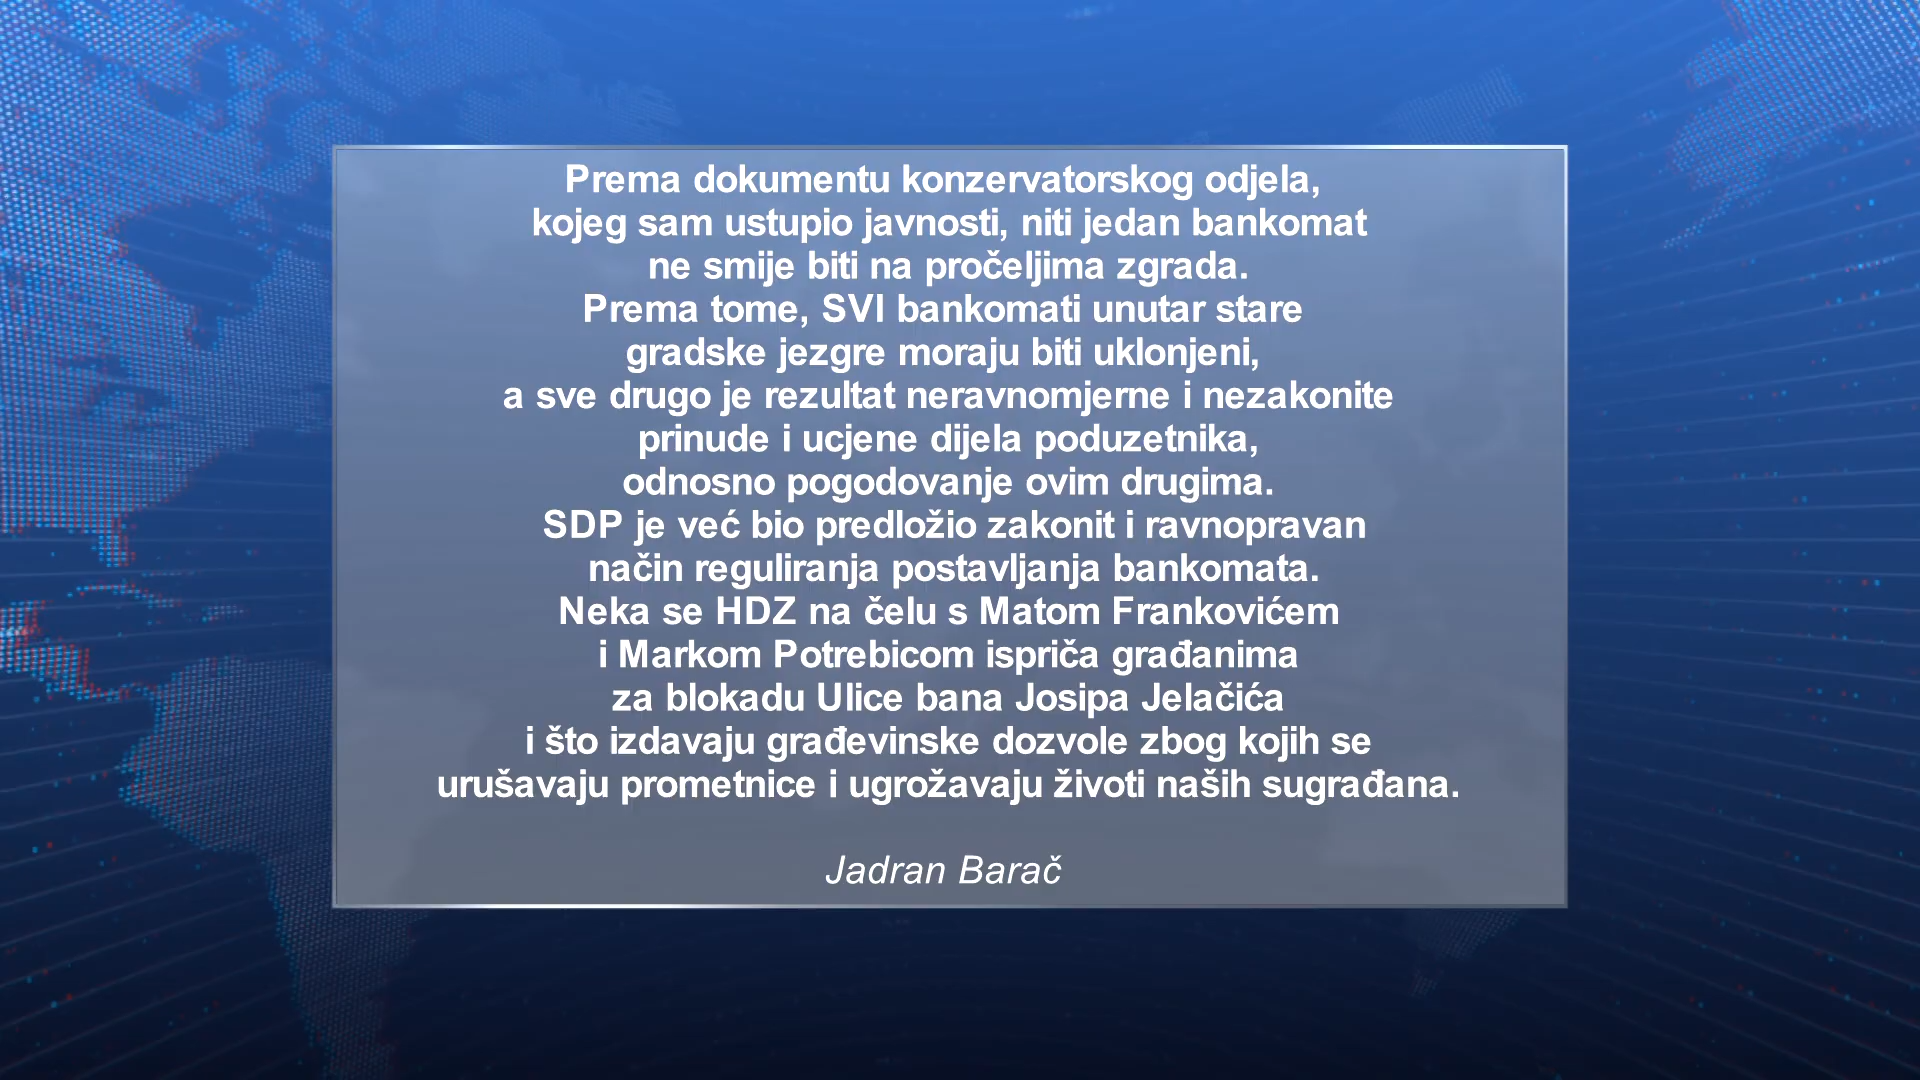 Prema dokumentu konzervatorskog odjela,
kojeg sam ustupio javnosti, niti jedan bankomat
ne smije biti na pročeljima zgrada.
Prema tome, SVI bankomati unutar stare
gradske jezgre moraju biti uklonjeni,
a sve drugo je rezultat neravnomjerne i nezakonite
prinude i ucjene dijela poduzetnika,
odnosno pogodovanje ovim drugima.
SDP je već bio predložio zakonit i ravnopravan
način reguliranja postavljanja bankomata.
Neka se HDZ na čelu s Matom Frankovićem
i Markom Potrebicom ispriča građanima
za blokadu Ulice bana Josipa Jelačića
i što izdavaju građevinske dozvole zbog kojih se
urušavaju prometnice i ugrožavaju životi naših sugrađana.
Jadran Barač